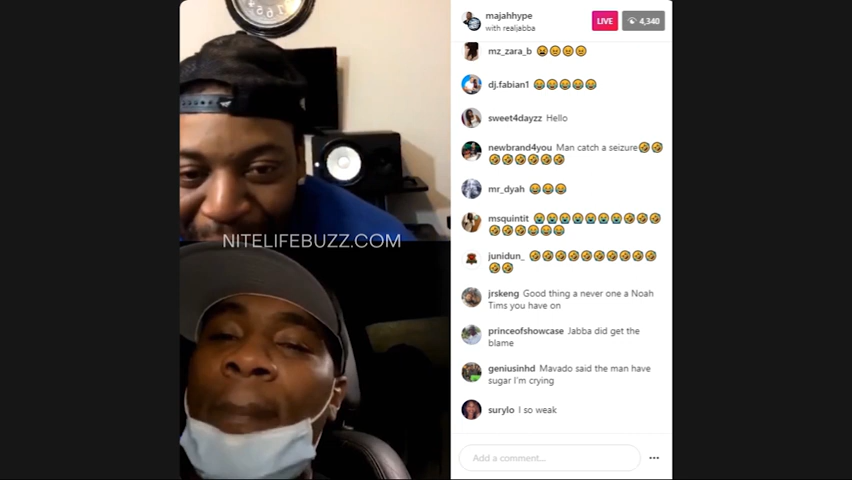 majahhype
with realjabba
LIVE
4,340
mz_zara_b
dj.fabian1
sweet4dayzz Hello
newbrand4you Man catch a seizure
mr_dyah
msquintit
junidun_
jrskeng Good thing a never one a Noah
Tims you have on
princeofshowcase Jabba did get the
blame
geniusinhd Mavado said the man have
sugar I'm crying
surylo I so weak
Add a comment...
NITELIFEBUZZ.COM